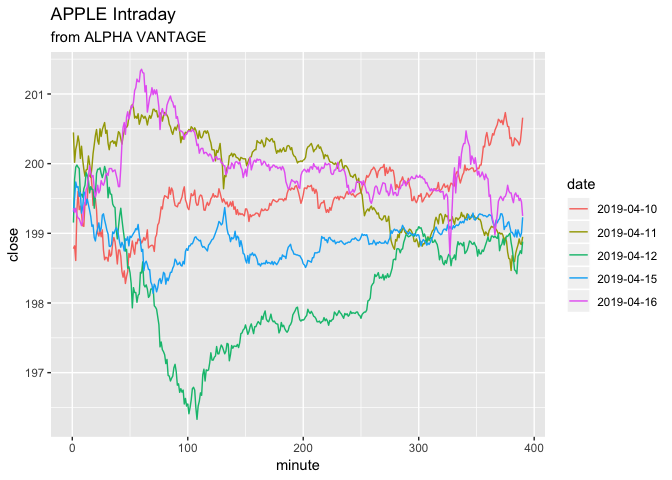 APPLE Intraday
from ALPHA VANTAGE
201
200
199
198
197
close
0 100 200 300 400
minute
date
2019-04-10
2019-04-11
2019-04-12
2019-04-15
2019-04-16